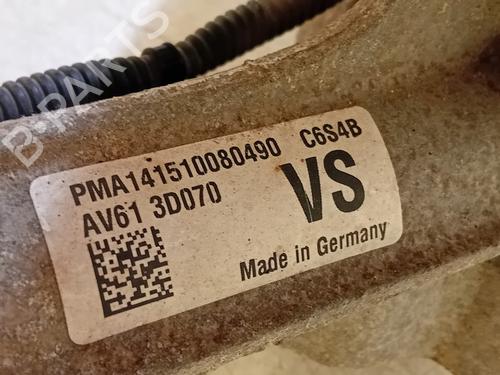 B-PARTS
PMA141510080490 C6S4B
AV61 3D070
VS
Made in Germany